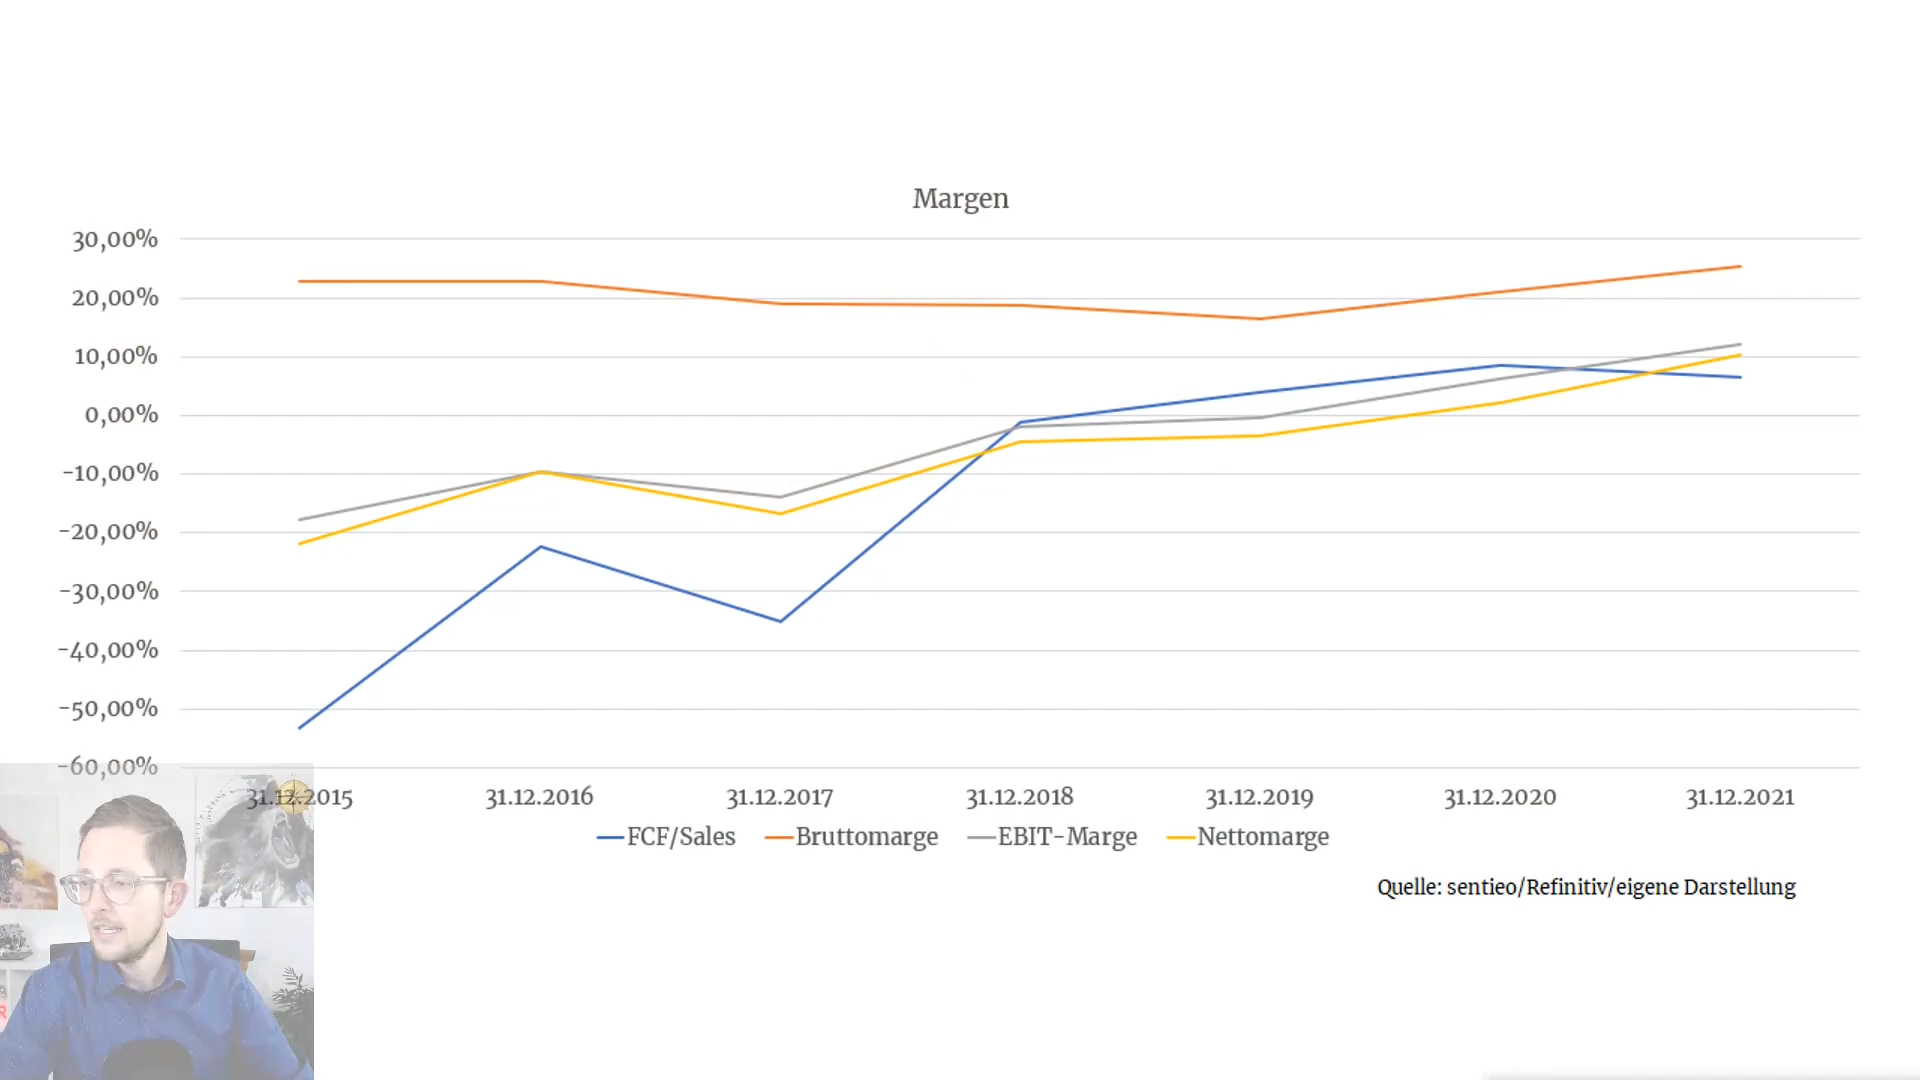 Margen
30,00%
20,00%
10,00%
0,00%
-10,00%
-20,00%
-30,00%
-40,00%
-50,00%
-60,00%
31.12.2015 31.12.2016 31.12.2017 31.12.2018 31.12.2019 31.12.2020 31.12.2021
FCF/Sales Bruttomarge EBIT-Marge Nettomarge
Quelle: sentieo/Refinitiv/eigene Darstellung
R